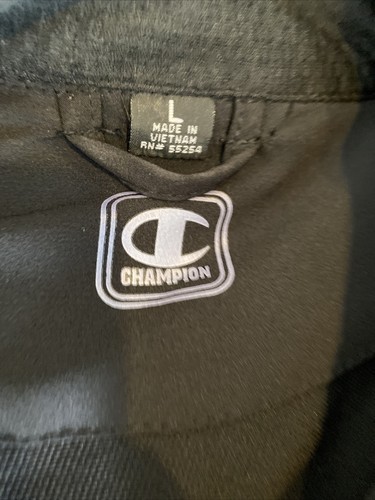 L
MADE IN
VIETNAM
RN# 55254
C
CHAMPION